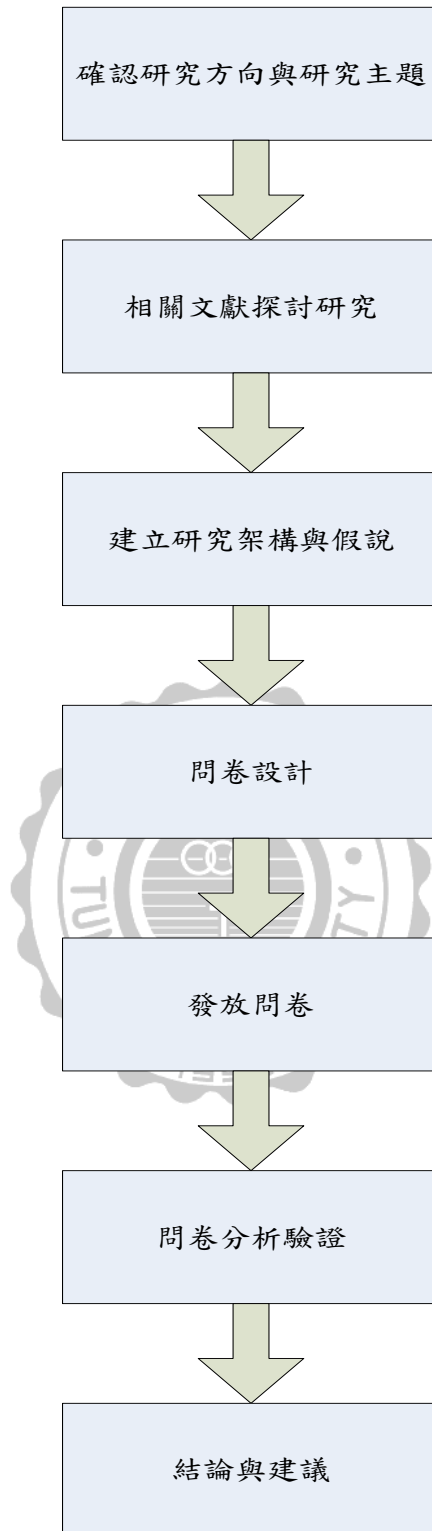 確認研究方向與研究主題
相關文獻探討研究
建立研究架構與假說
問卷設計
發放問卷
問卷分析驗證
結論與建議